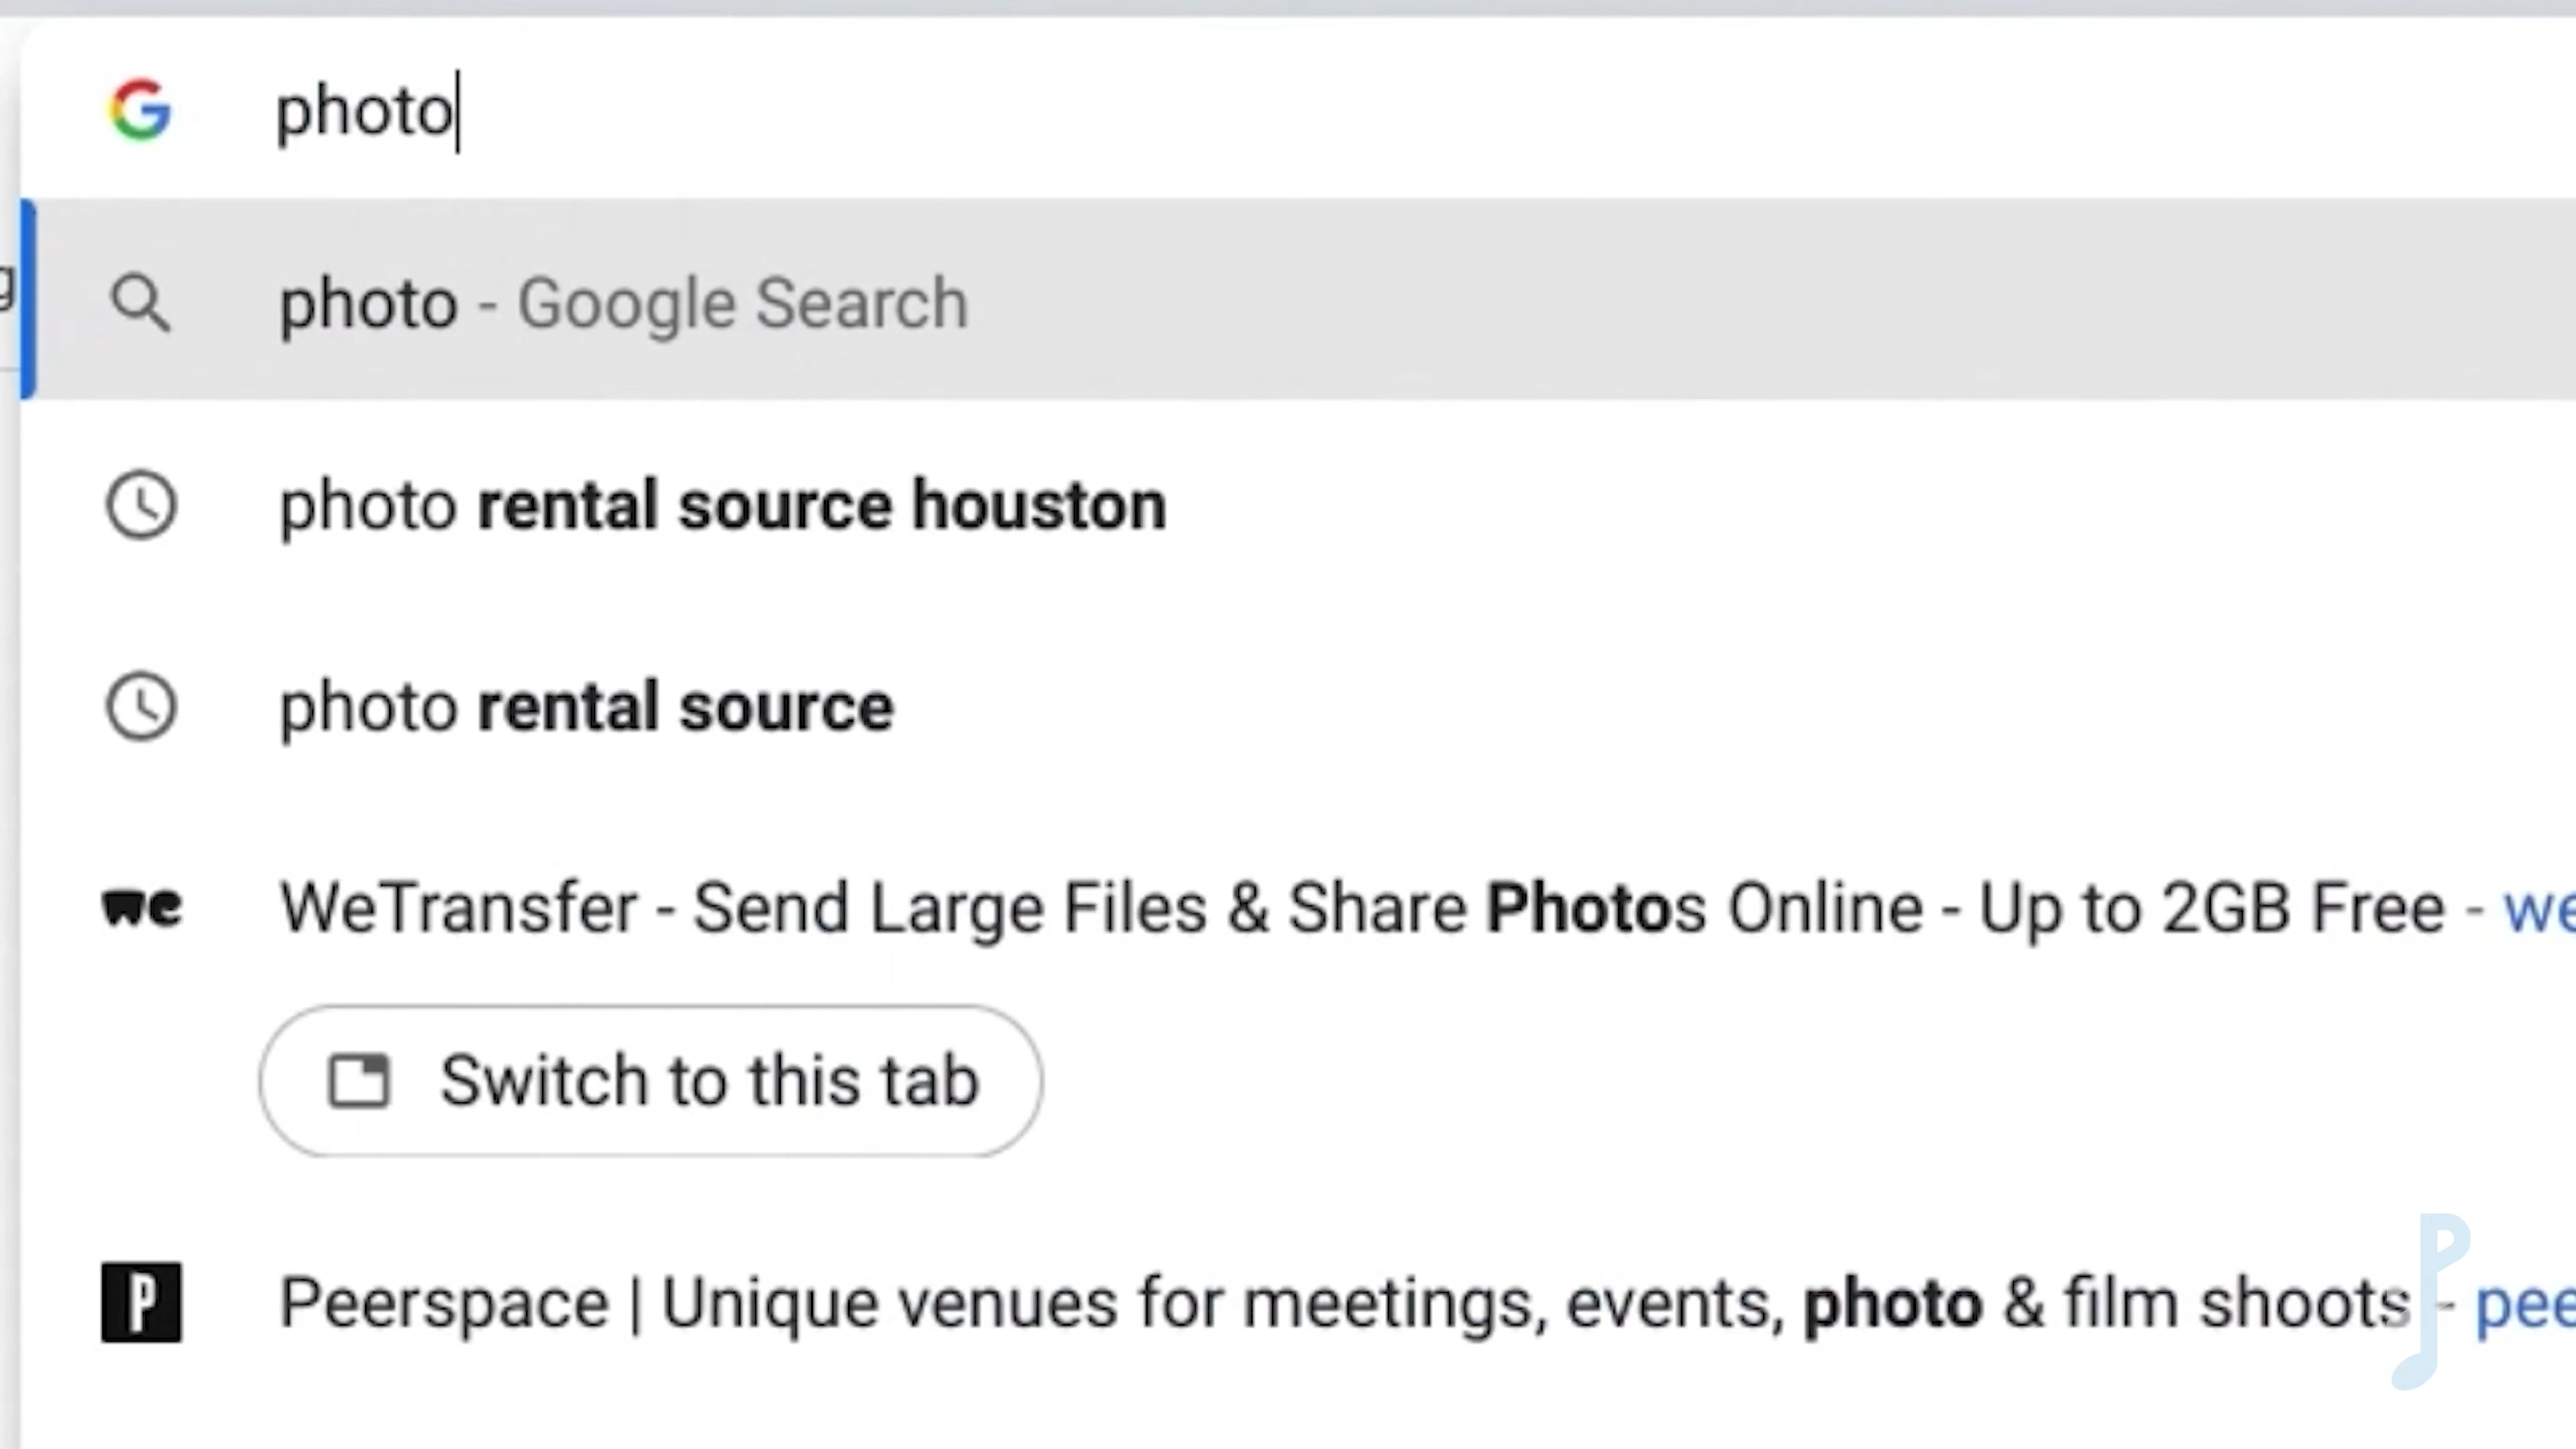 photo
photo - Google Search
photo rental source houston
photo rental source
we WeTransfer - Send Large Files & Share Photos Online - Up to 2GB Free - we
Switch to this tab
P Peerspace | Unique venues for meetings, events, photo & film shoots - pee